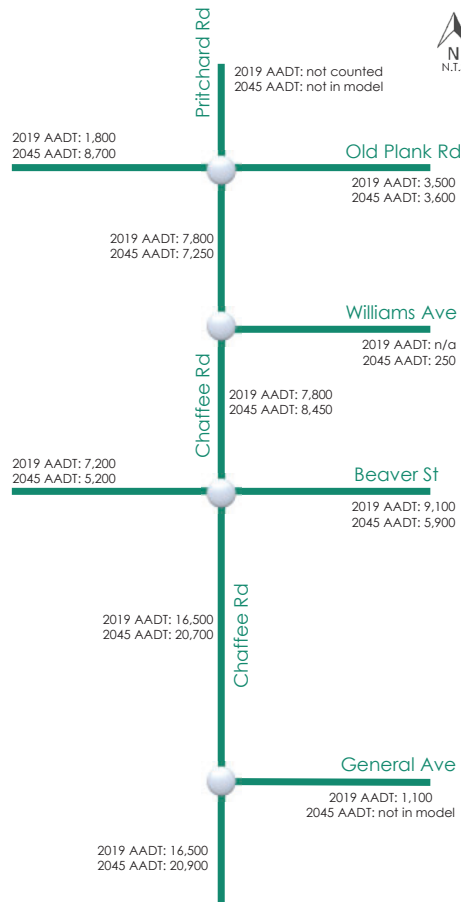 Pritchard Rd
N
N.T.
2019 AADT: not counted
2045 AADT: not in model
2019 AADT: 1,800
2045 AADT: 8,700
Old Plank Rd
2019 AADT: 3,500
2045 AADT: 3,600
2019 AADT: 7,800
2045 AADT: 7,250
Williams Ave
2019 AADT: n/a
2045 AADT: 250
Chaffee Rd
2019 AADT: 7,800
2045 AADT: 8,450
2019 AADT: 7,200
2045 AADT: 5,200
Beaver St
2019 AADT: 9,100
2045 AADT: 5,900
2019 AADT: 16,500
2045 AADT: 20,700
Chaffee Rd
General Ave
2019 AADT: 1,100
2045 AADT: not in model
2019 AADT: 16,500
2045 AADT: 20,900